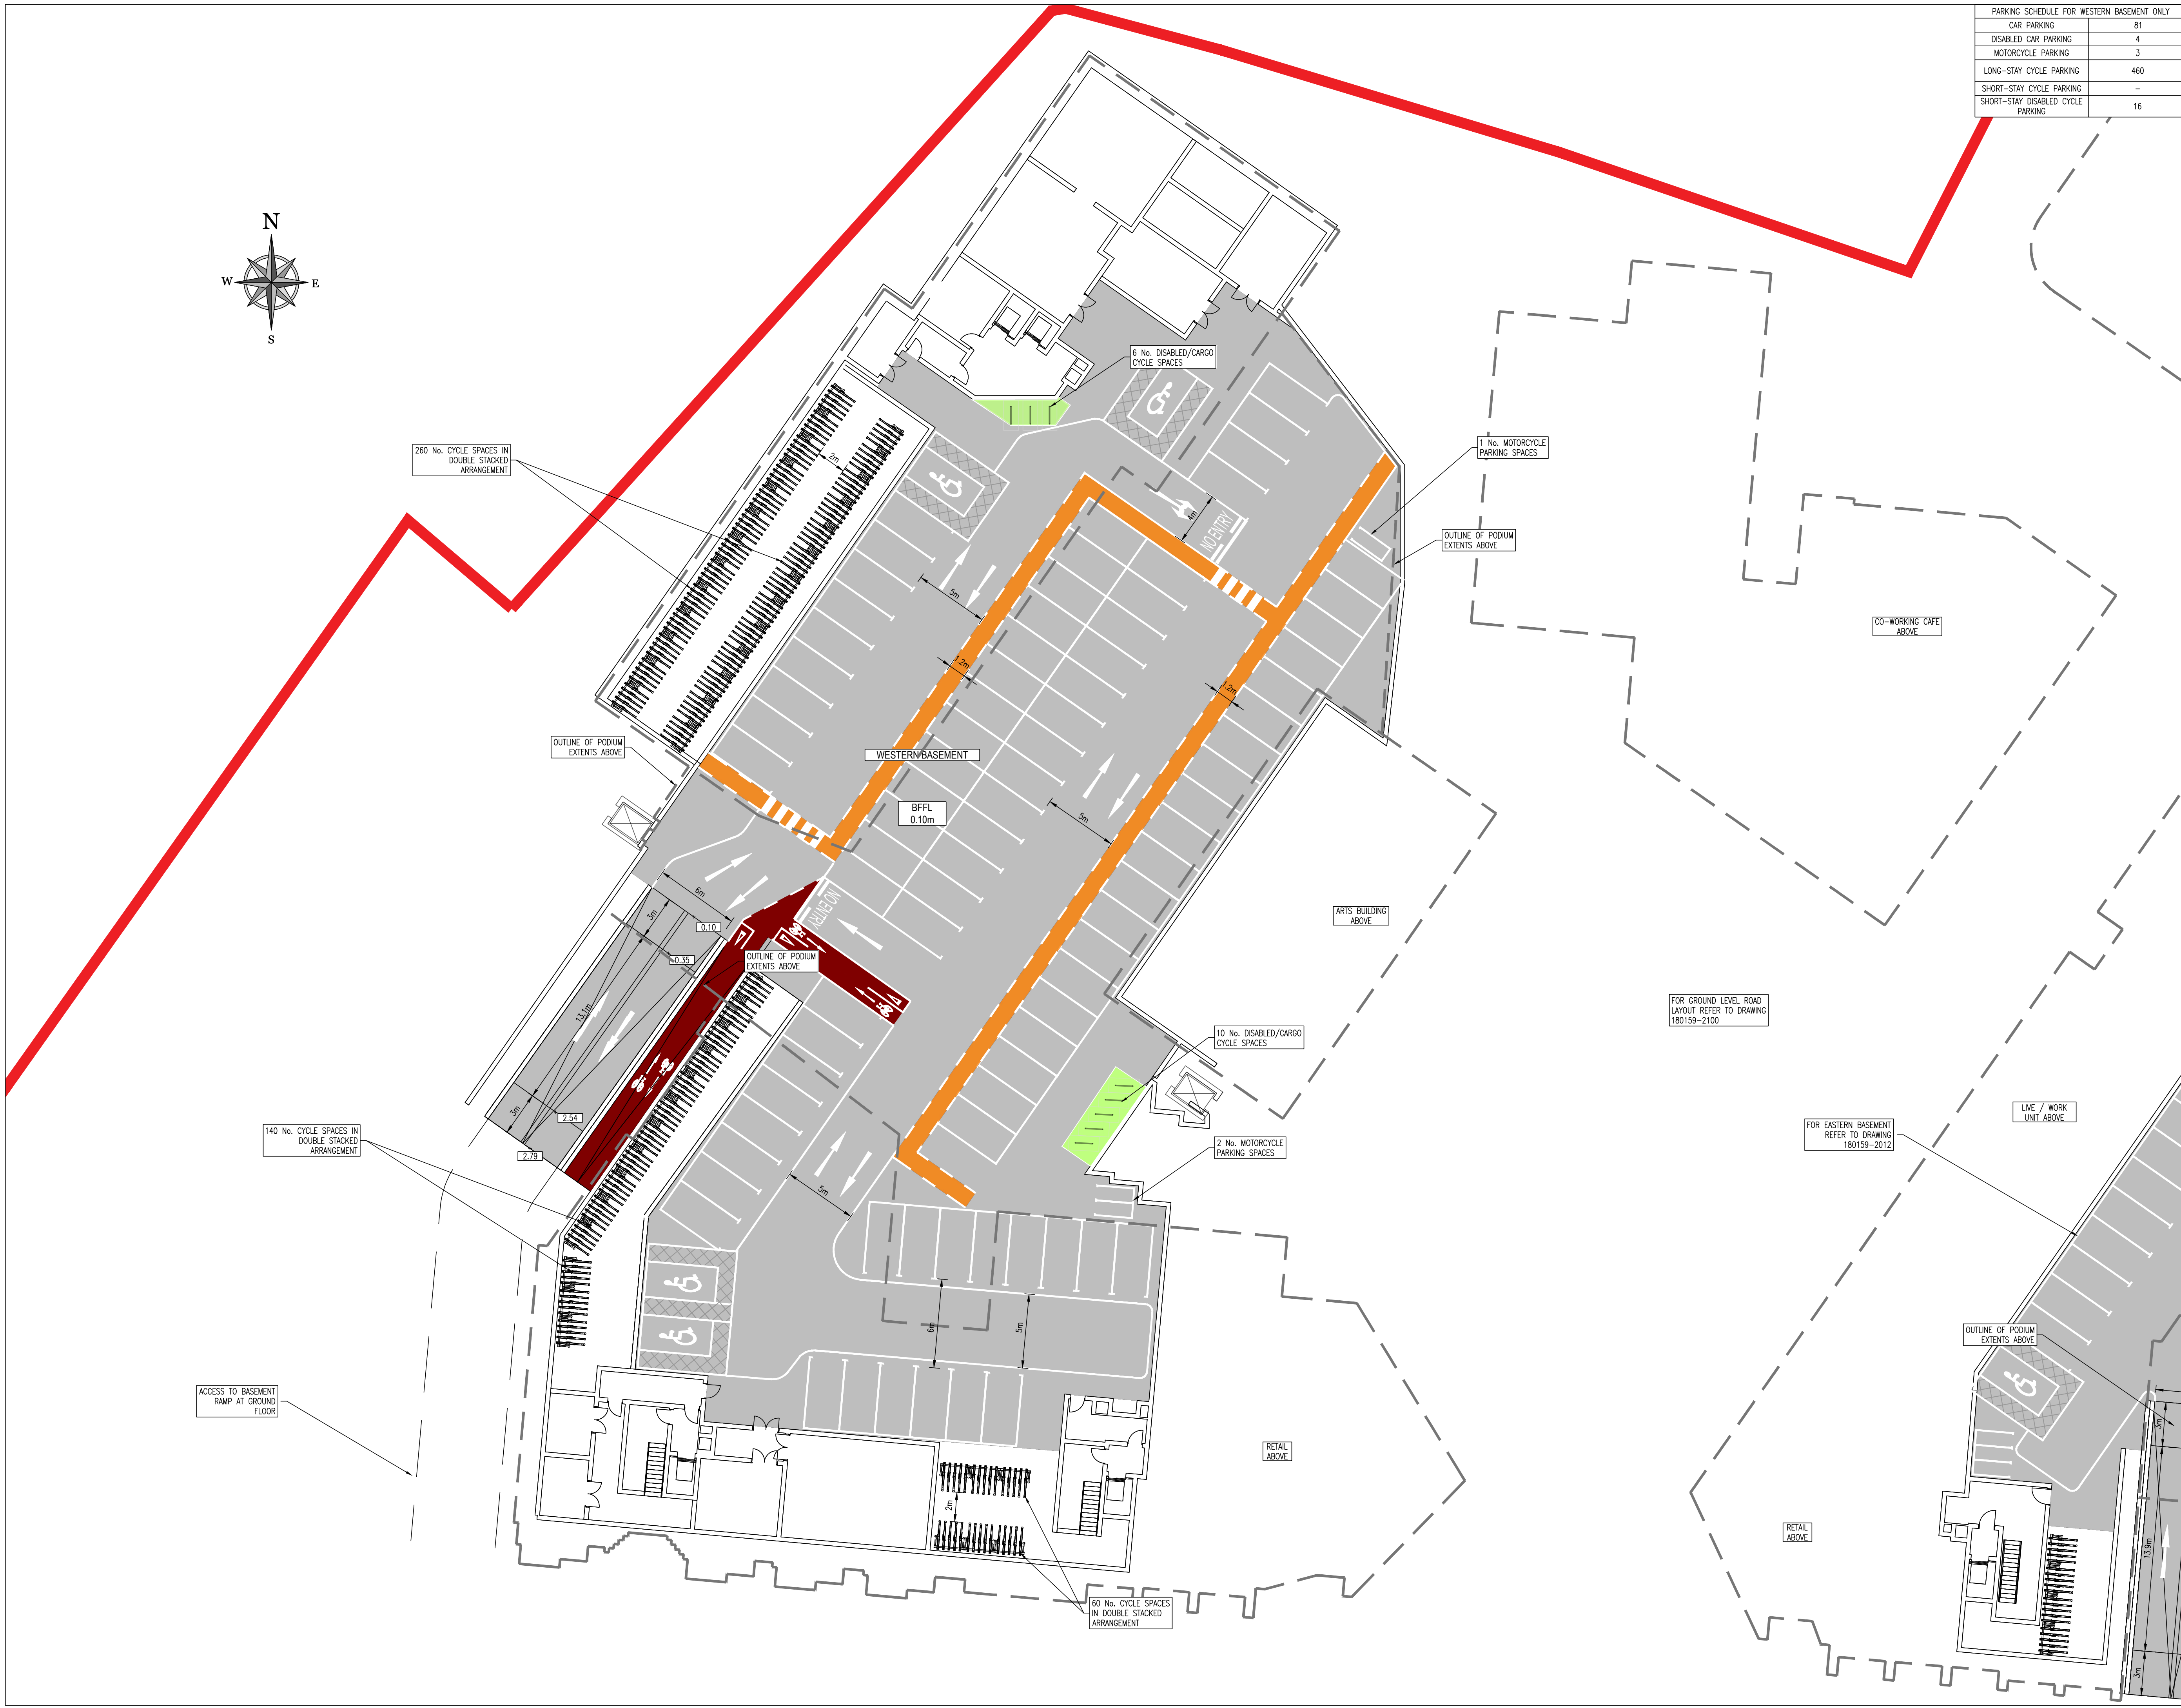 PARKING SCHEDULE FOR WESTERN BASEMENT ONLY
CAR PARKING 81
DISABLED CAR PARKING 4
MOTORCYCLE PARKING 3
LONG-STAY CYCLE PARKING 460
SHORT-STAY CYCLE PARKING -
SHORT-STAY DISABLED CYCLE
PARKING
16
N
W
E
S
6 No. DISABLED/CARGO
CYCLE SPACES
260 No. CYCLE SPACES IN
DOUBLE STACKED
ARRANGEMENT
2m
1 No. MOTORCYCLE
PARKING SPACES
4m
NO ENTRY
OUTLINE OF PODIUM
EXTENTS ABOVE
5m
CO-WORKING CAFE
ABOVE
1.2m
1.2m
OUTLINE OF PODIUM
EXTENTS ABOVE
WESTERN BASEMENT
BFFL
0.10m
5m
6m
NO ENTRY
3m
0.10
0.35
OUTLINE OF PODIUM
EXTENTS ABOVE
ARTS BUILDING
ABOVE
13.1m
FOR GROUND LEVEL ROAD
LAYOUT REFER TO DRAWING
180159-2100
10 No. DISABLED/CARGO
CYCLE SPACES
3m
2.54
2.79
140 No. CYCLE SPACES IN
DOUBLE STACKED
ARRANGEMENT
LIVE / WORK
UNIT ABOVE
FOR EASTERN BASEMENT
REFER TO DRAWING
180159-2012
2 No. MOTORCYCLE
PARKING SPACES
5m
6m
5m
OUTLINE OF PODIUM
EXTENTS ABOVE
ACCESS TO BASEMENT
RAMP AT GROUND
FLOOR
3m
RETAIL
ABOVE
2m
RETAIL
ABOVE
13.9m
60 No. CYCLE SPACES
IN DOUBLE STACKED
ARRANGEMENT
3m